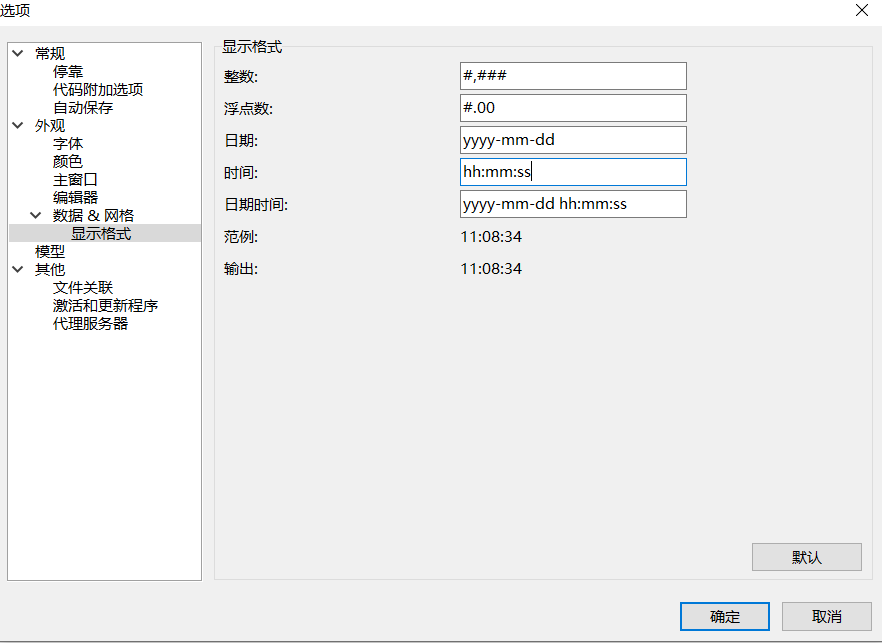 选项
常规
停靠
代码附加选项
自动保存
外观
字体
颜色
主窗口
编辑器
数据 & 网格
显示格式
模型
其他
文件关联
激活和更新程序
代理服务器
显示格式
整数: #,###
浮点数: #.00
日期: yyyy-mm-dd
时间: hh:mm:ss
日期时间: yyyy-mm-dd hh:mm:ss
范例: 11:08:34
输出: 11:08:34
默认
确定 取消